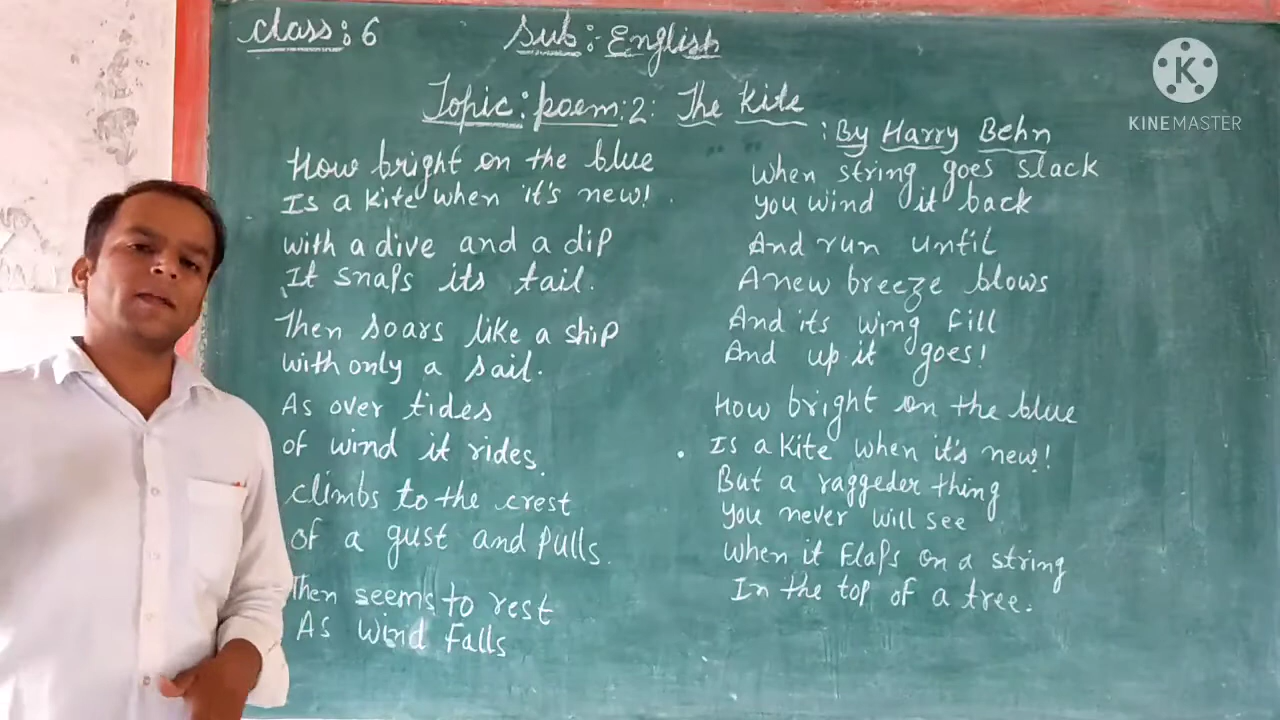 Class: 6
Sub: English
Topic: poem: 2: The Kite
: By Harry Behn
How bright on the blue
Is a kite when it's new!
with a dive and a dip
It snaps its tail.
Then soars like a ship
with only a sail.
As over tides
of wind it rides.
climbs to the crest
of a gust and pulls.
Then seems to rest
As wind falls
When string goes slack
you wind it back
And run until
A new breeze blows
And its wing fill
And up it goes!
How bright on the blue
Is a kite when it's new!
But a raggeder thing
you never will see
when it flaps on a string
In the top of a tree.
K
KINEMASTER